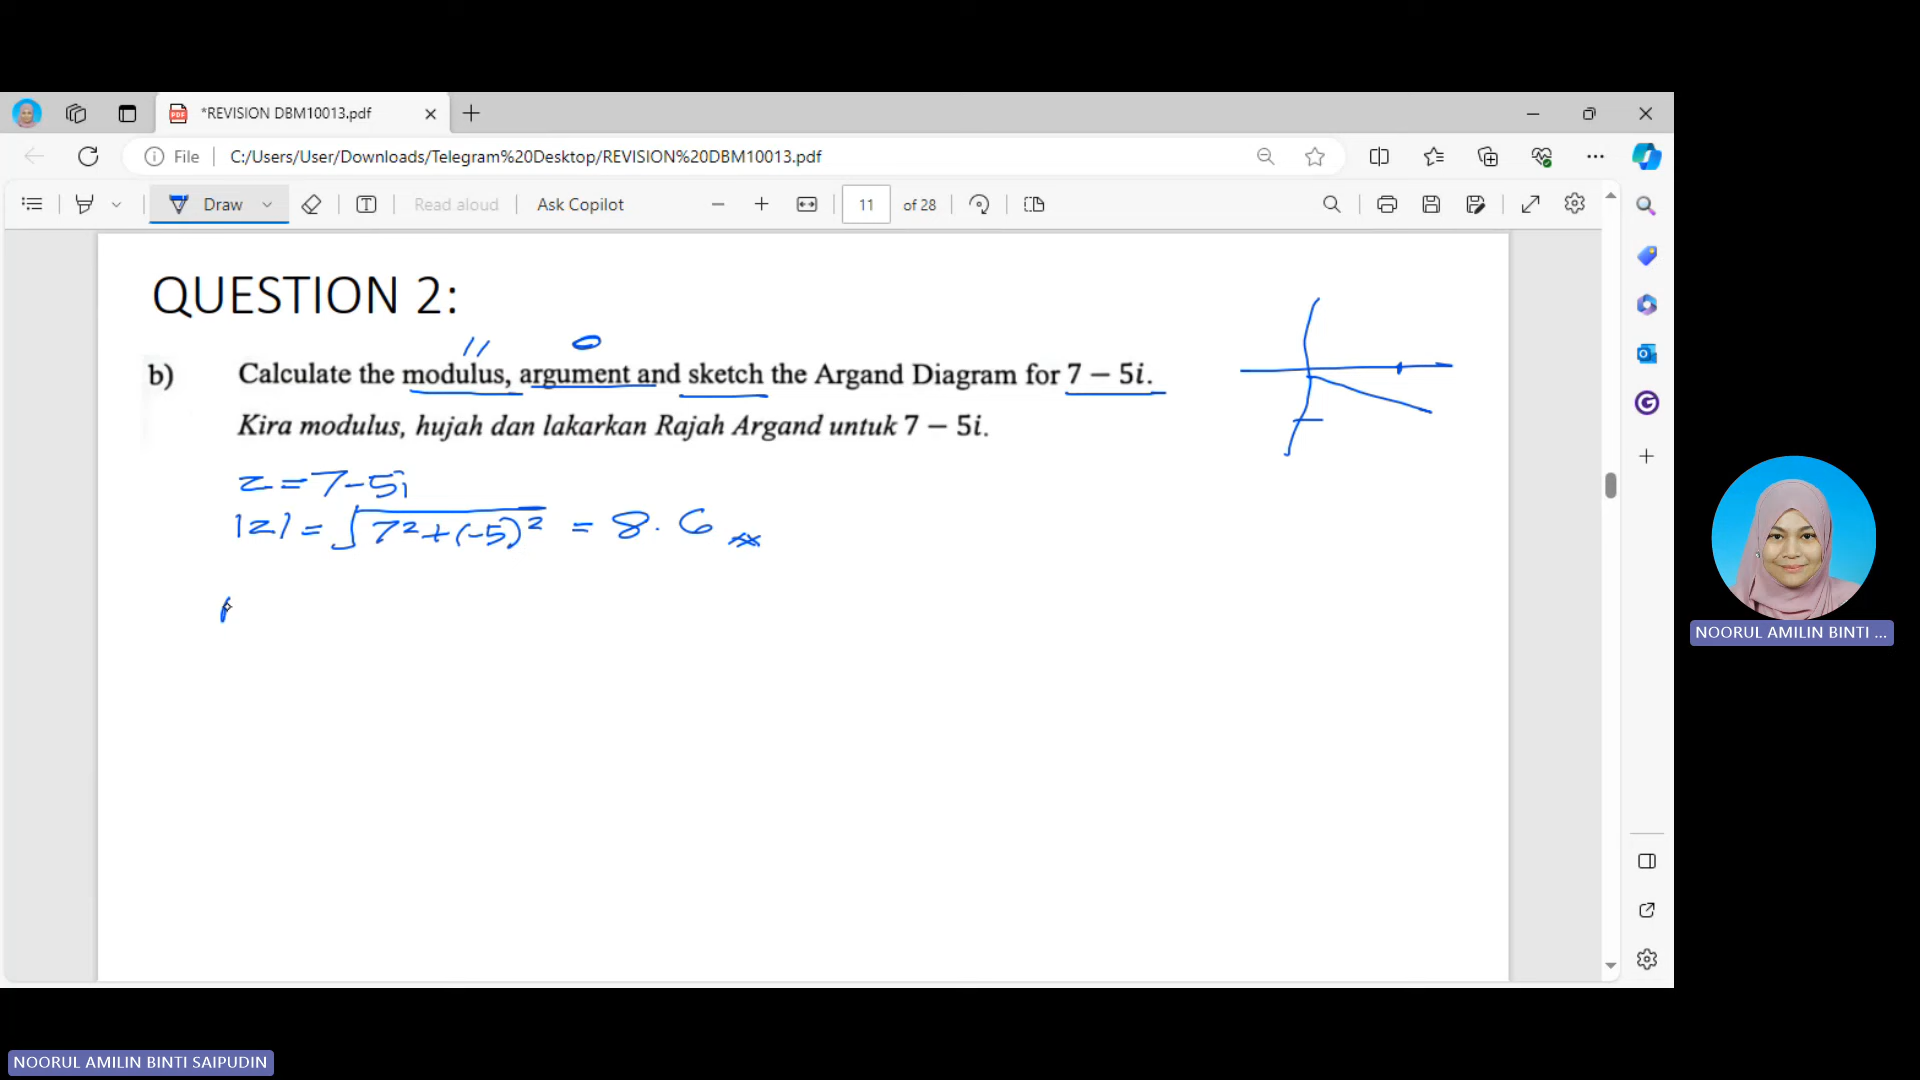 *REVISION DBM10013.pdf
File
C:/Users/User/Downloads/Telegram%20Desktop/REVISION%20DBM10013.pdf
Draw
Read aloud
Ask Copilot
11
of 28
QUESTION 2:
b) Calculate the modulus, argument and sketch the Argand Diagram for 7 − 5i.
Kira modulus, hujah dan lakarkan Rajah Argand untuk 7 − 5i.
z = 7 - 5i
|z| = √7² + (-5)² = 8.6
NOORUL AMILIN BINTI ...
NOORUL AMILIN BINTI SAIPUDIN